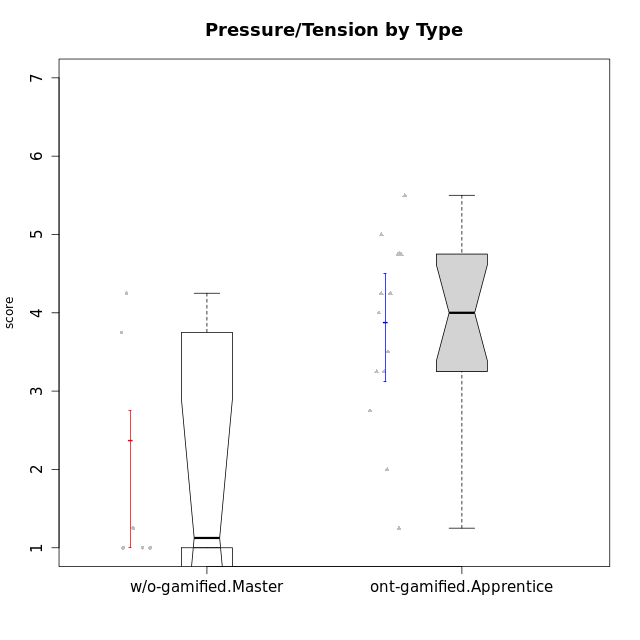 Pressure/Tension by Type
7
6
5
4
3
2
1
score
w/o-gamified.Master
ont-gamified.Apprentice